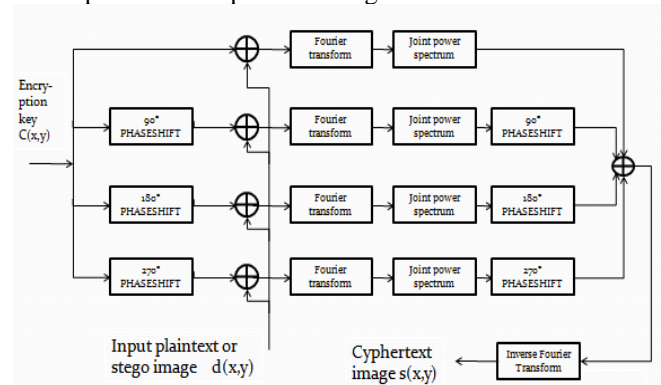 Fourier
transform
Joint power
spectrum
Encry-
ption
key
C(x,y)
90°
PHASESHIFT
Fourier
transform
Joint power
spectrum
90°
PHASESHIFT
180°
PHASESHIFT
Fourier
transform
Joint power
spectrum
180°
PHASESHIFT
270°
PHASESHIFT
Fourier
transform
Joint power
spectrum
270°
PHASESHIFT
Input plaintext or
stego image d(x,y)
Cyphertext
image s(x,y)
Inverse Fourier
Transform